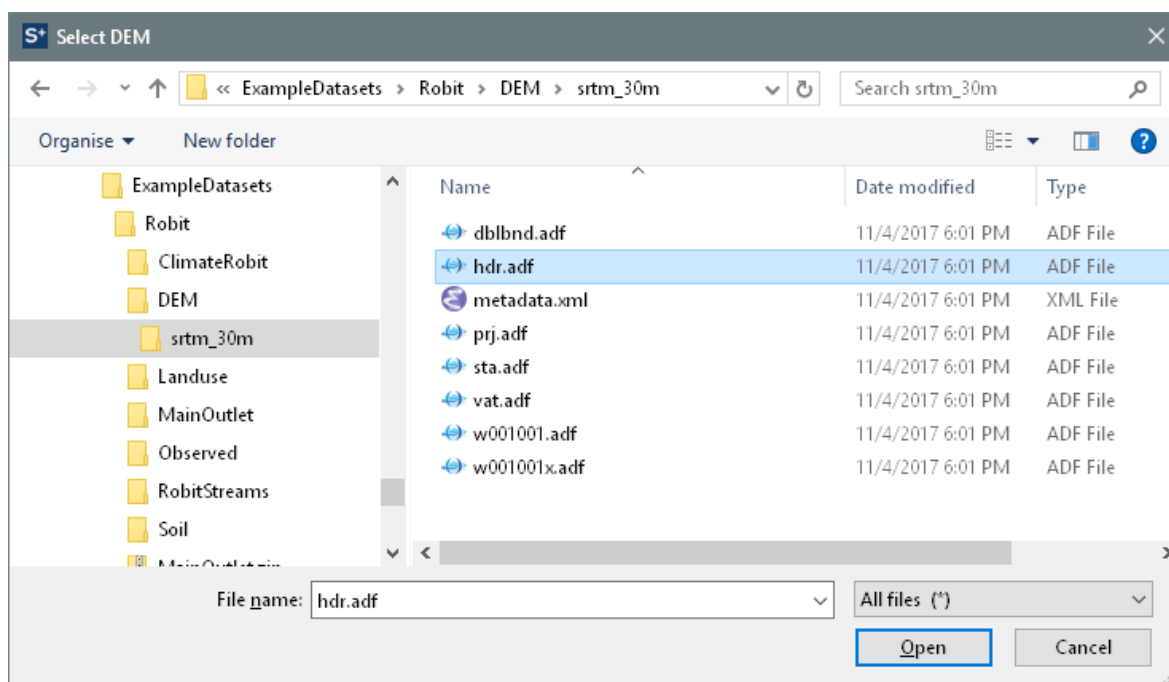 S+ Select DEM
« ExampleDatasets > Robit > DEM > srtm_30m Search srtm_30m
Organise New folder ?
ExampleDatasets
Robit
ClimateRobit
DEM
srtm_30m
Landuse
MainOutlet
Observed
RobitStreams
Soil
MainOutlet.zip
Name Date modified Type
dblbnd.adf 11/4/2017 6:01 PM ADF File
hdr.adf 11/4/2017 6:01 PM ADF File
metadata.xml 11/4/2017 6:01 PM XML File
prj.adf 11/4/2017 6:01 PM ADF File
sta.adf 11/4/2017 6:01 PM ADF File
vat.adf 11/4/2017 6:01 PM ADF File
w001001.adf 11/4/2017 6:01 PM ADF File
w001001x.adf 11/4/2017 6:01 PM ADF File
File name: hdr.adf All files (*)
Open Cancel